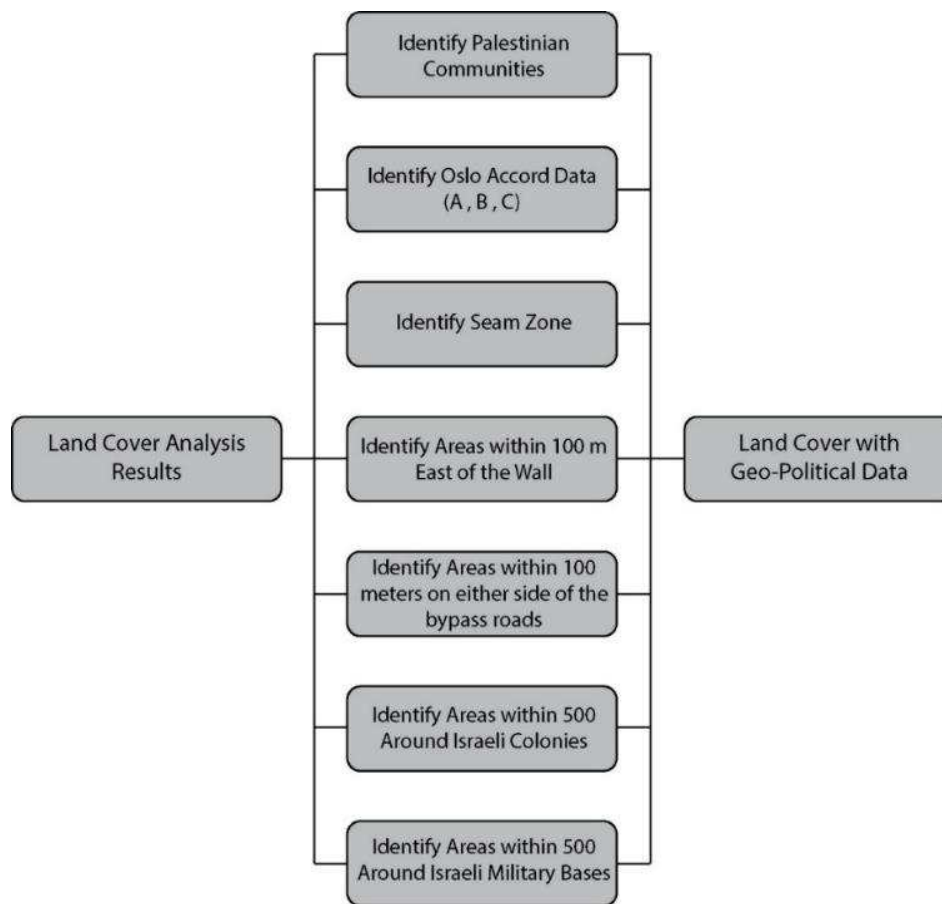 Identify Palestinian
Communities
Identify Oslo Accord Data
(A , B , C)
Identify Seam Zone
Land Cover Analysis
Results
Identify Areas within 100 m
East of the Wall
Land Cover with
Geo-Political Data
Identify Areas within 100
meters on either side of the
bypass roads
Identify Areas within 500
Around Israeli Colonies
Identify Areas within 500
Around Israeli Military Bases